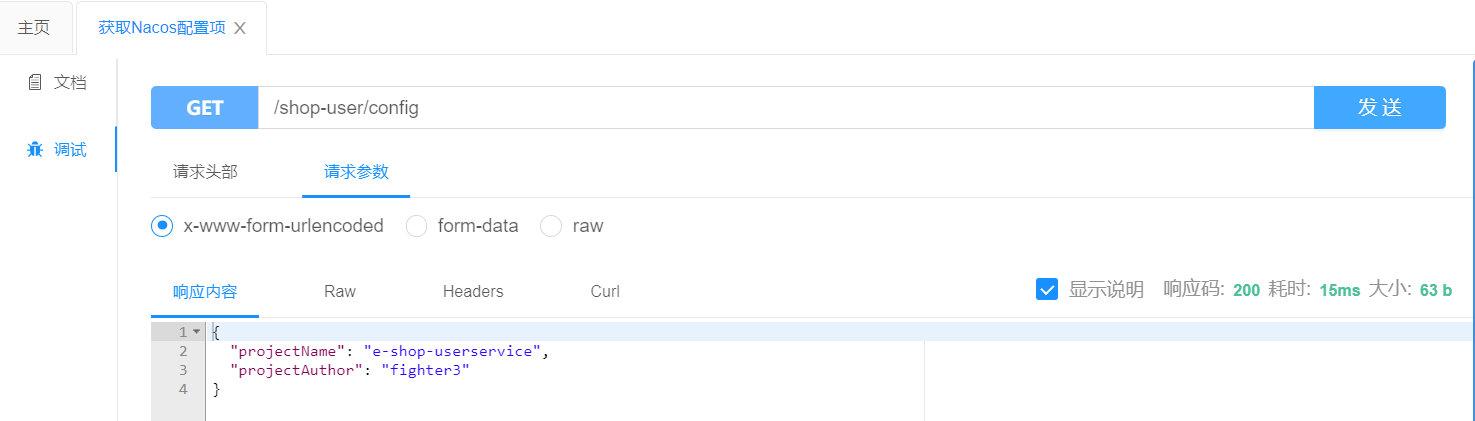 主页
获取Nacos配置项 X
文档
调试
GET /shop-user/config 发 送
请求头部 请求参数
x-www-form-urlencoded form-data raw
响应内容 Raw Headers Curl 显示说明 响应码: 200 耗时: 15ms 大小: 63 b
1 {
2 "projectName": "e-shop-userservice",
3 "projectAuthor": "fighter3"
4 }